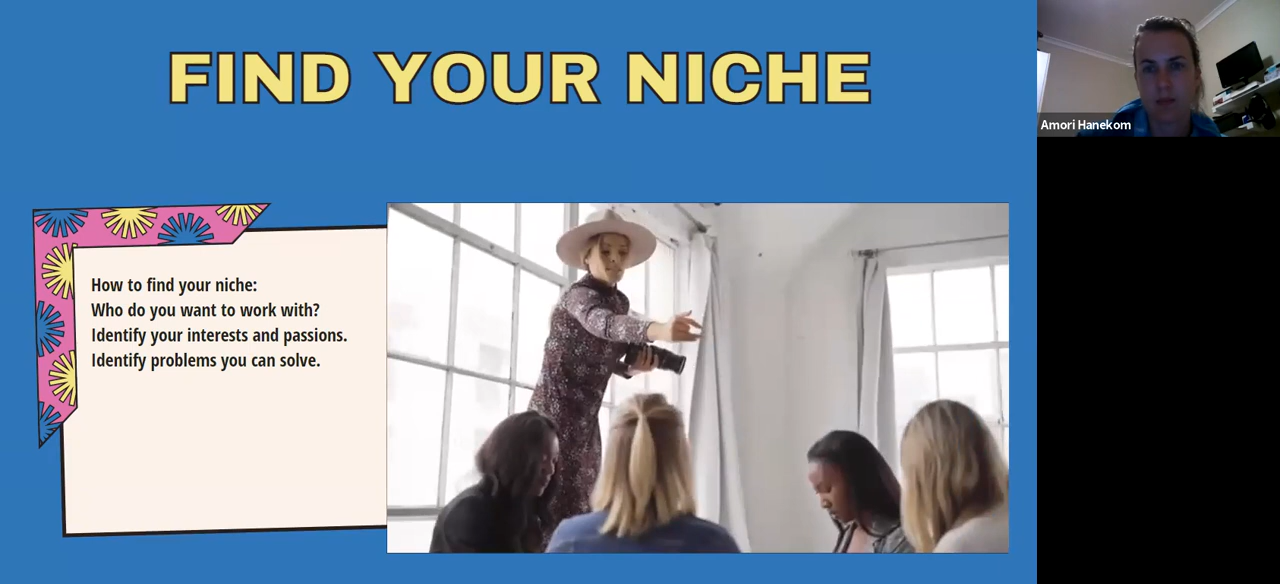 FIND YOUR NICHE
Amori Hanekom
How to find your niche:
Who do you want to work with?
Identify your interests and passions.
Identify problems you can solve.